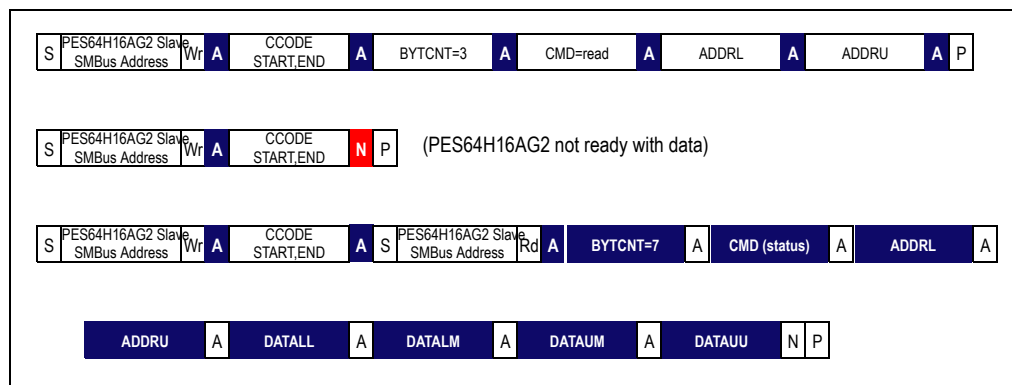 S PES64H16AG2 Slave SMBus Address Wr A CCODE START,END A BYTCNT=3 A CMD=read A ADDRL A ADDRU A P
S PES64H16AG2 Slave SMBus Address Wr A CCODE START,END N P (PES64H16AG2 not ready with data)
S PES64H16AG2 Slave SMBus Address Wr A CCODE START,END A S PES64H16AG2 Slave SMBus Address Rd A BYTCNT=7 A CMD (status) A ADDRL A
ADDRU A DATALL A DATALM A DATAUM A DATAUU N P